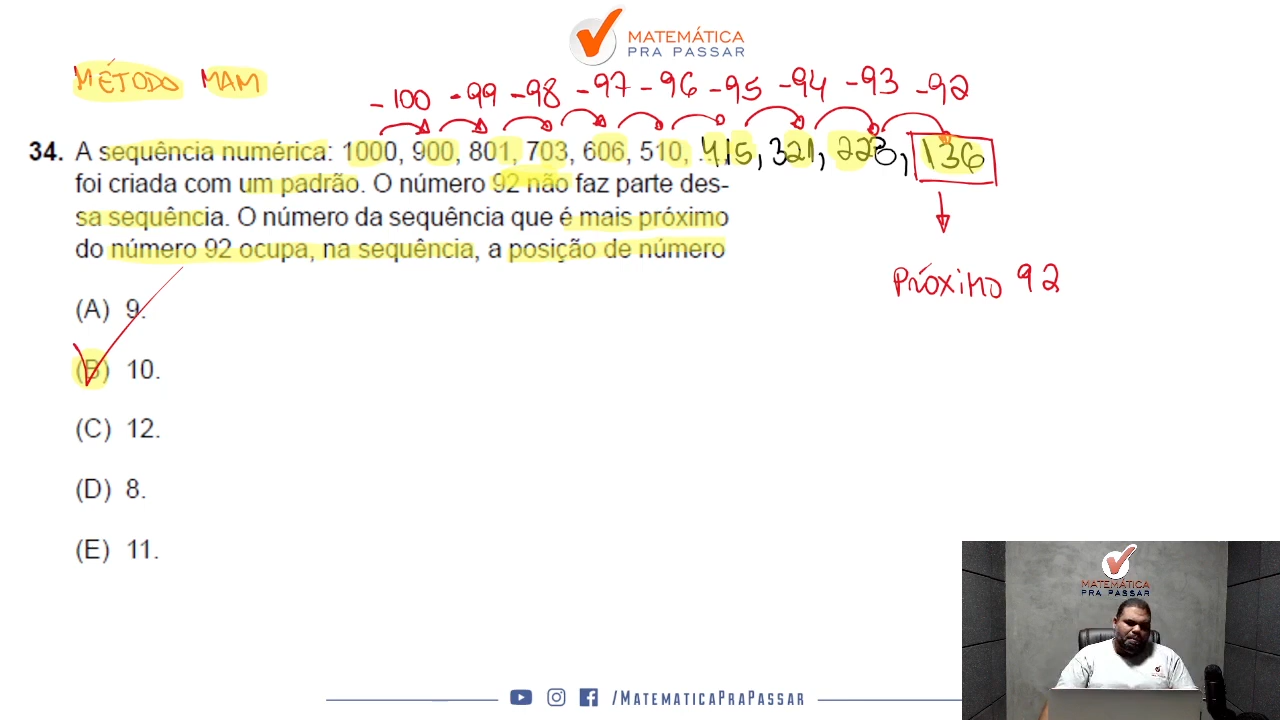 MATEMÁTICA
PRA PASSAR
MÉTODO MAM
-100 -99 -98 -97 -96 -95 -94 -93 -92
34. A sequência numérica: 1000, 900, 801, 703, 606, 510, ... 415, 321, 228, 136
foi criada com um padrão. O número 92 não faz parte des-
sa sequência. O número da sequência que é mais próximo
do número 92 ocupa, na sequência, a posição de número
PRÓXIMO 92
(A) 9.
(B) 10.
(C) 12.
(D) 8.
(E) 11.
MATEMÁTICA
PRA PASSAR
/MATEMATICAPRAPASSAR